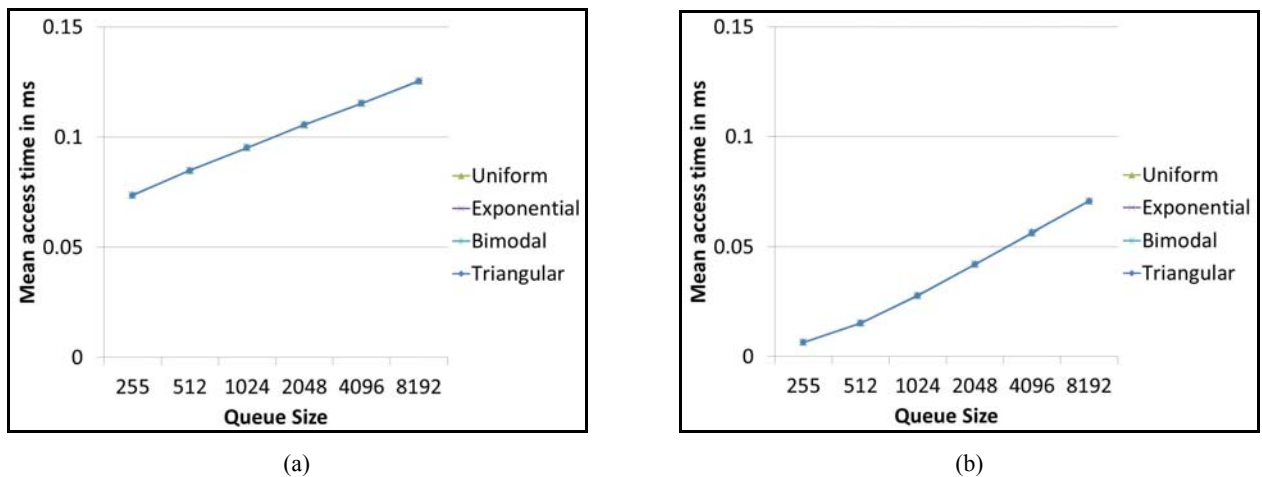 0.15
0.1
0.05
0
Mean access time in ms
255 512 1024 2048 4096 8192
Queue Size
Uniform
Exponential
Bimodal
Triangular
(a)
0.15
0.1
0.05
0
Mean access time in ms
255 512 1024 2048 4096 8192
Queue Size
Uniform
Exponential
Bimodal
Triangular
(b)